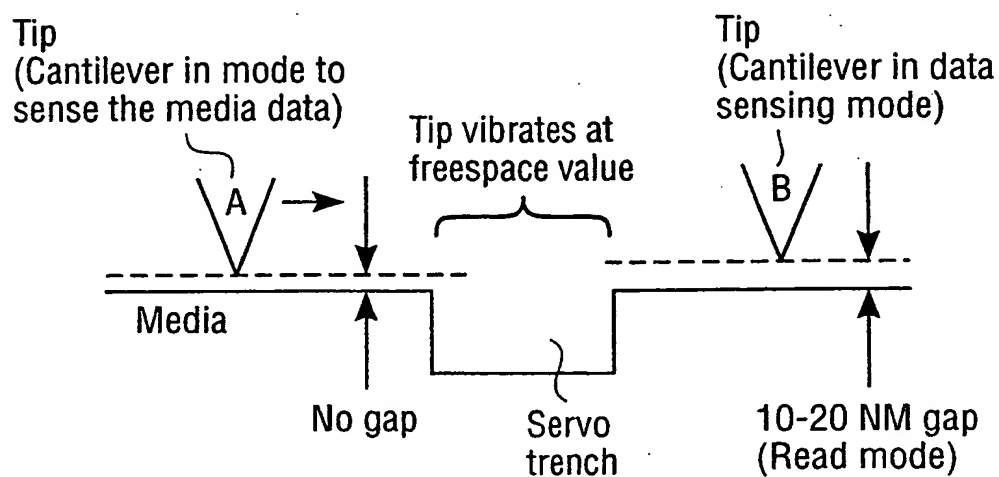 Tip
(Cantilever in mode to
sense the media data)
Tip vibrates at
freespace value
Tip
(Cantilever in data
sensing mode)
A
B
Media
No gap
Servo
trench
10-20 NM gap
(Read mode)